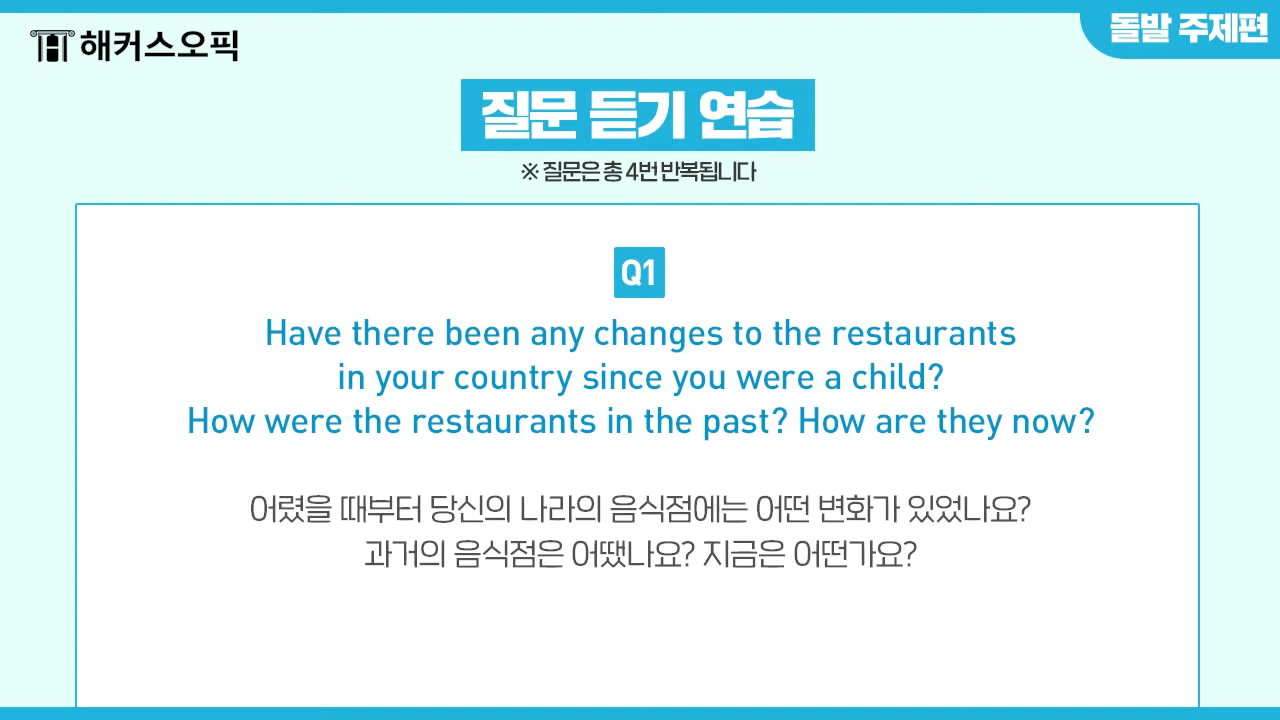 해커스오픽
돌발 주제편
질문 듣기 연습
※ 질문은 총 4번 반복됩니다
Q1
Have there been any changes to the restaurants
in your country since you were a child?
How were the restaurants in the past? How are they now?
어렸을 때부터 당신의 나라의 음식점에는 어떤 변화가 있었나요?
과거의 음식점은 어땠나요? 지금은 어떤가요?